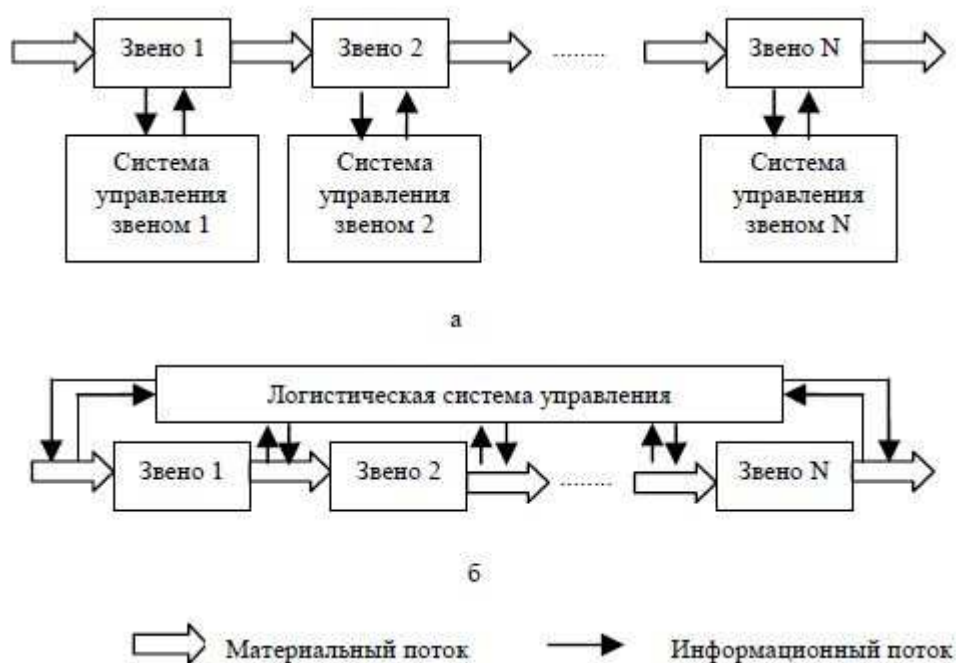 Звено 1
Звено 2
........
Звено N
Система
управления
звеном 1
Система
управления
звеном 2
Система
управления
звеном N
а
Логистическая система управления
Звено 1
Звено 2
........
Звено N
б
Материальный поток
Информационный поток